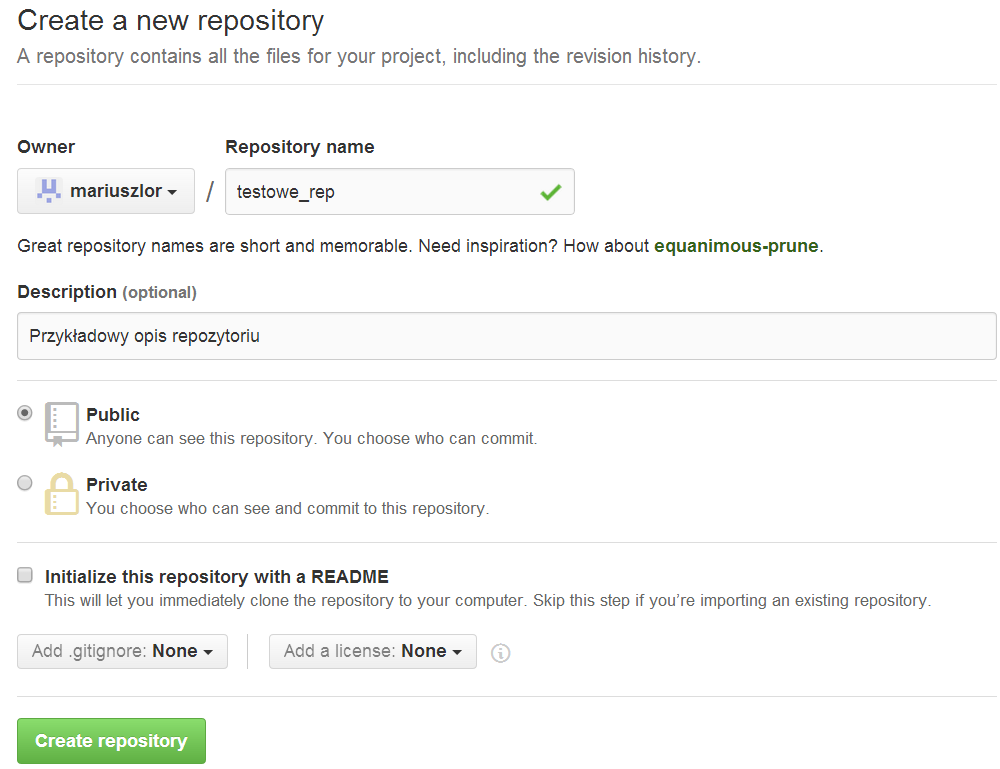 Create a new repository
A repository contains all the files for your project, including the revision history.
Owner
Repository name
mariuszlor / testowe_rep
Great repository names are short and memorable. Need inspiration? How about equanimous-prune.
Description (optional)
Przykładowy opis repozytoriu
Public
Anyone can see this repository. You choose who can commit.
Private
You choose who can see and commit to this repository.
Initialize this repository with a README
This will let you immediately clone the repository to your computer. Skip this step if you’re importing an existing repository.
Add .gitignore: None
Add a license: None
Create repository